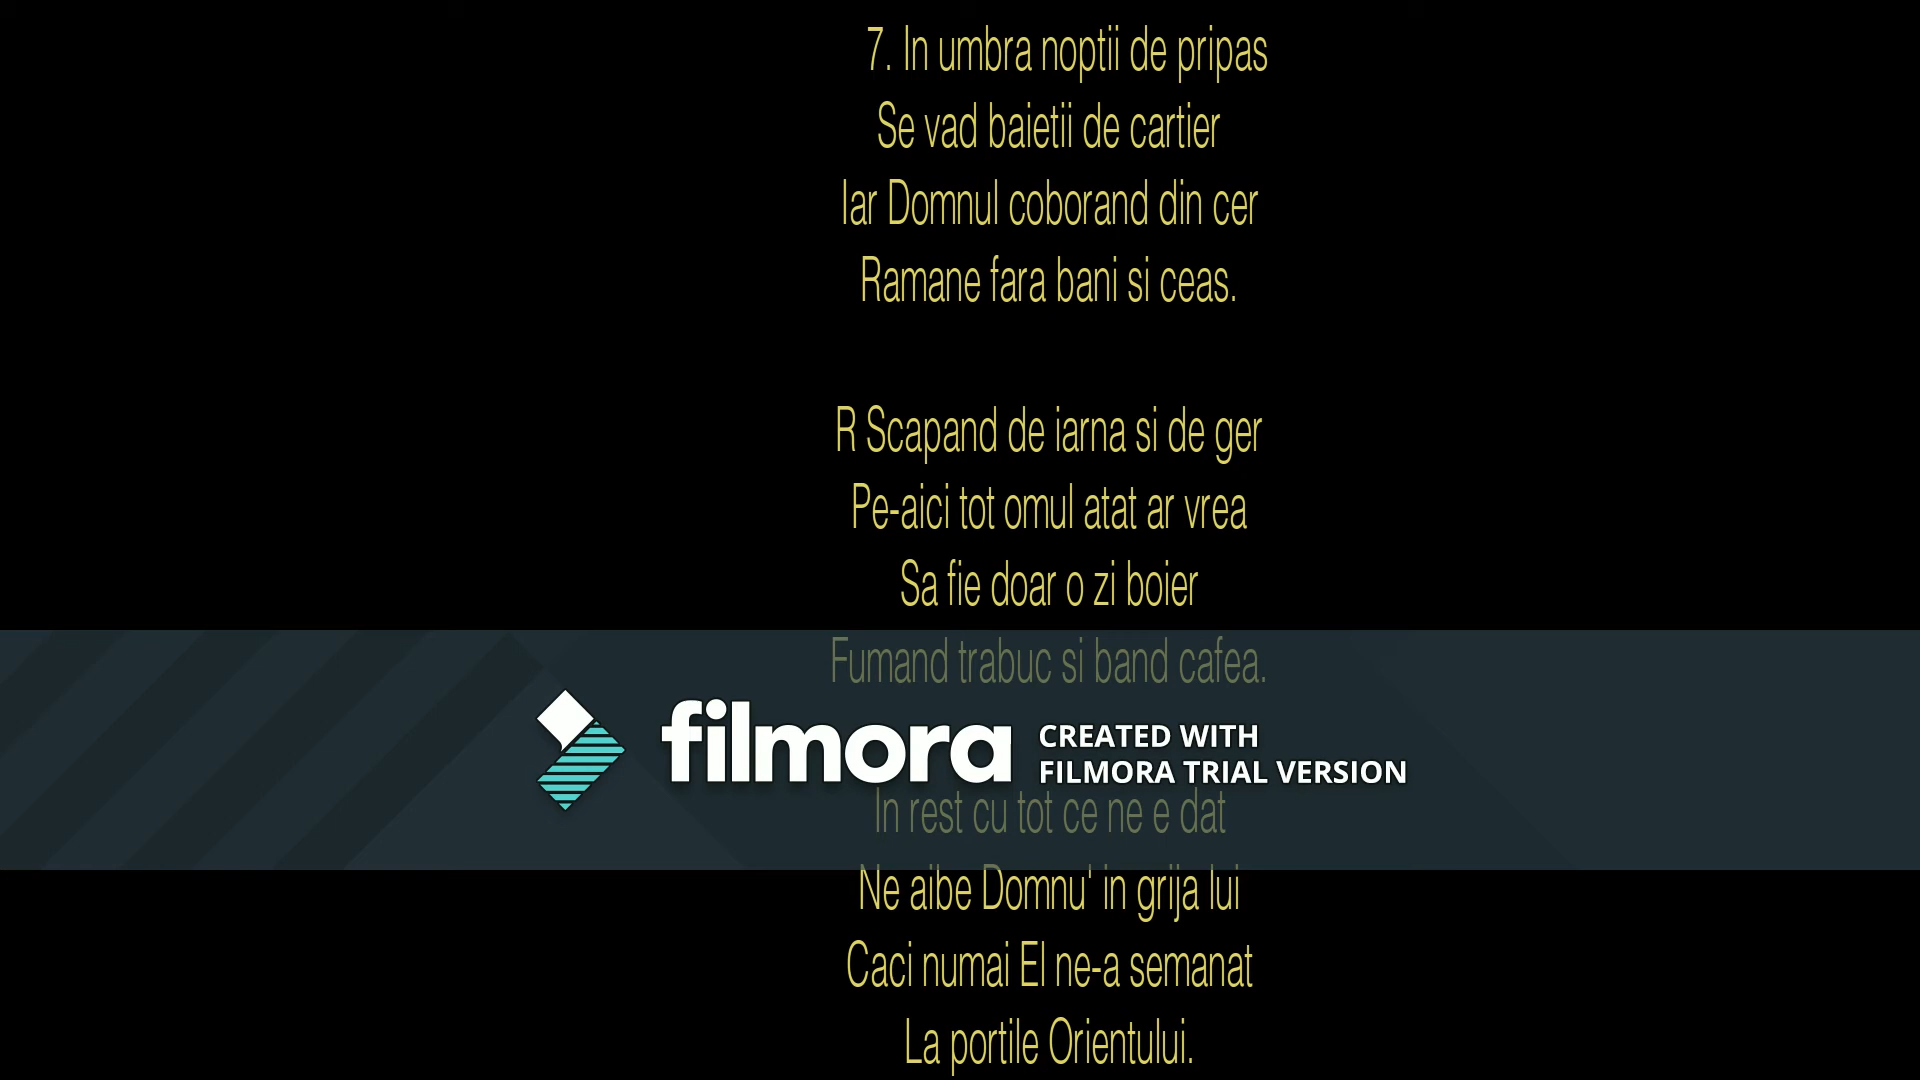 7. In umbra noptii de pripas
Se vad baietii de cartier
Iar Domnul coborand din cer
Ramane fara bani si ceas.
R Scapand de iarna si de ger
Pe-aici tot omul atat ar vrea
Sa fie doar o zi boier
Fumand trabuc si band cafea.
filmora
CREATED WITH
FILMORA TRIAL VERSION
In rest cu tot ce ne e dat
Ne aibe Domnu' in grija lui
Caci numai El ne-a semanat
La portile Orientului.